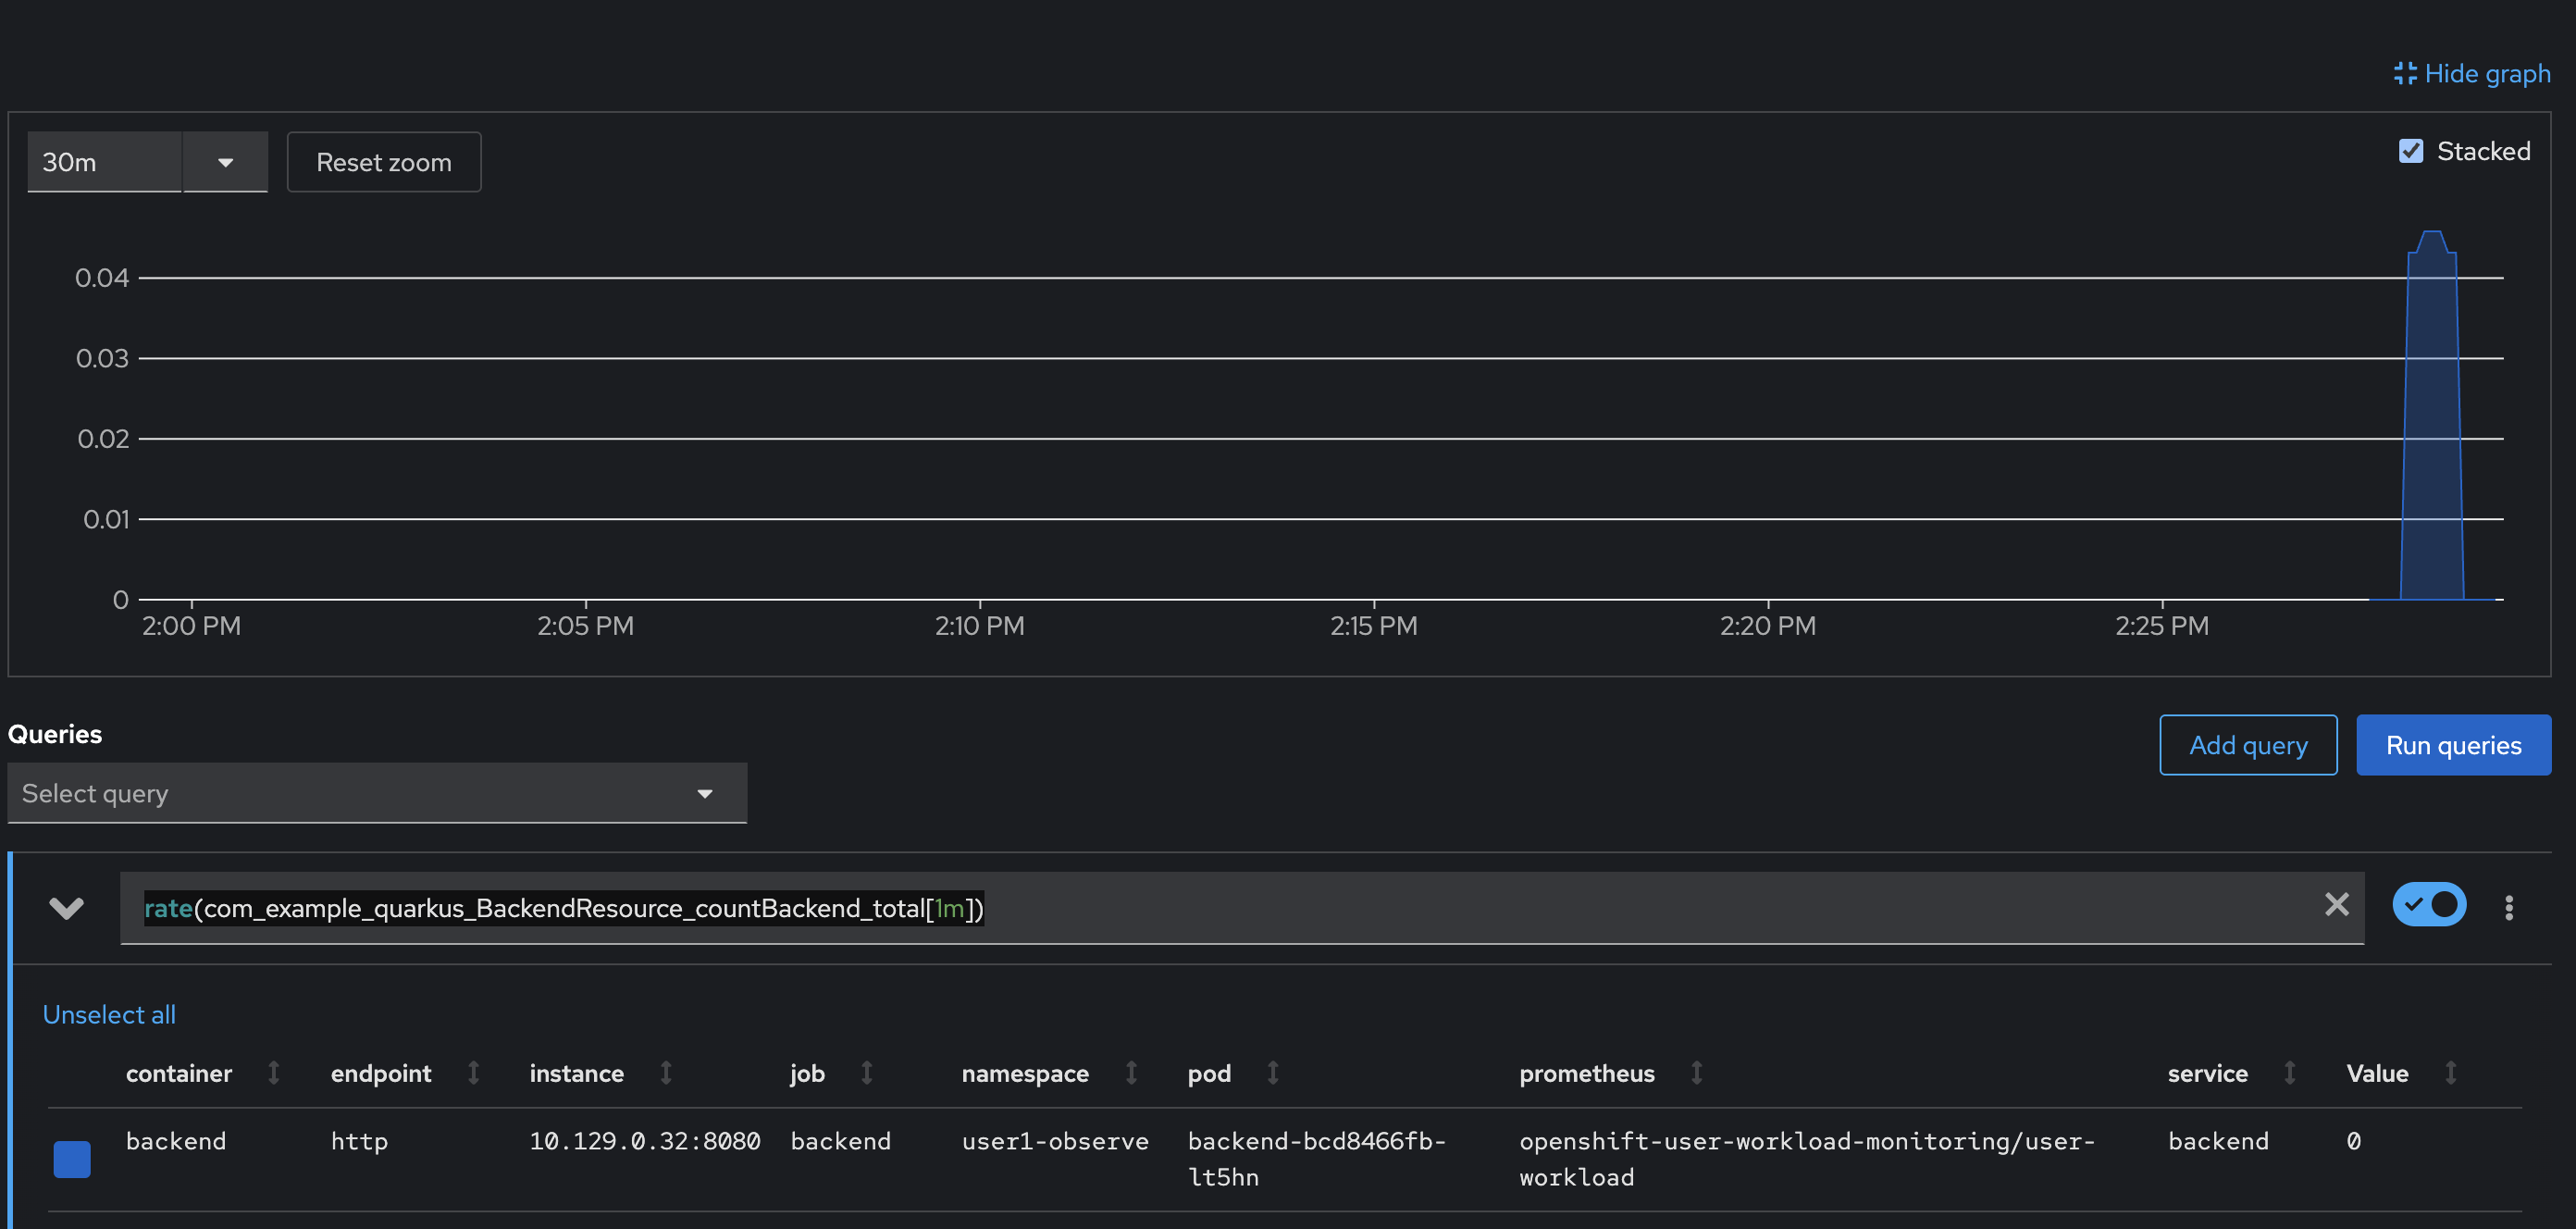 Hide graph
30m
Reset zoom
Stacked
0.04
0.03
0.02
0.01
0
2:00 PM 2:05 PM 2:10 PM 2:15 PM 2:20 PM 2:25 PM
Queries
Add query
Run queries
Select query
rate(com_example_quarkus_BackendResource_countBackend_total[1m])
Unselect all
container endpoint instance job namespace pod prometheus service Value
backend http 10.129.0.32:8080 backend user1-observe backend-bcd8466fb- openshift-user-workload-monitoring/user- backend 0
lt5hn workload